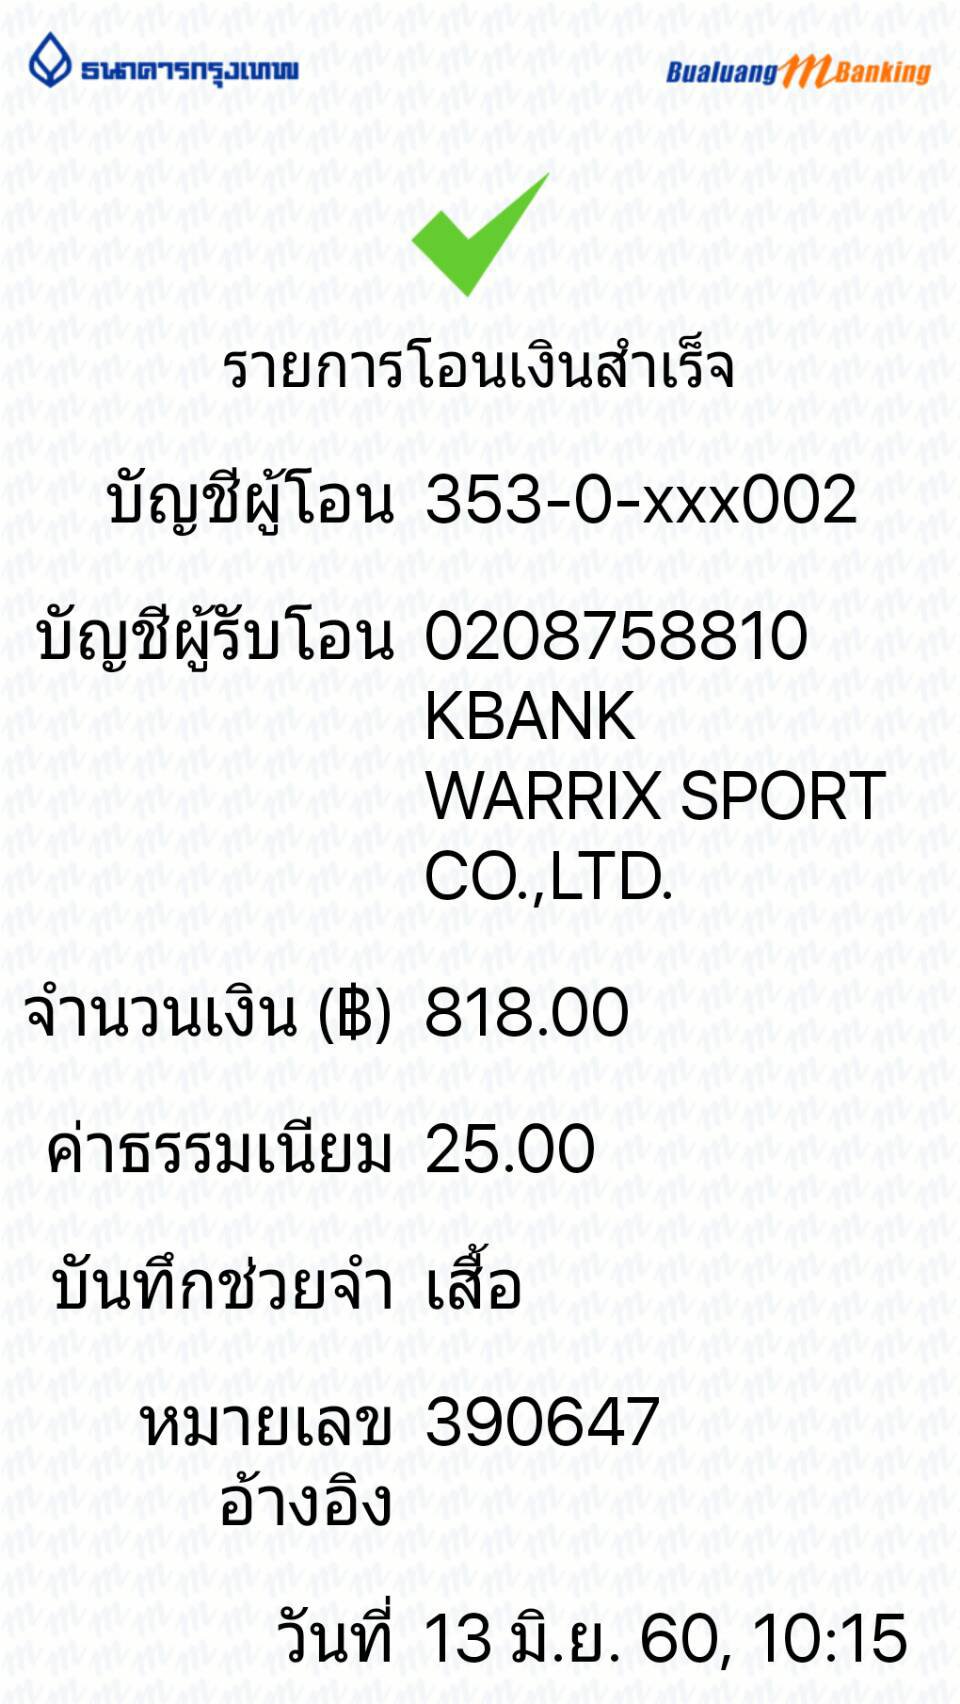 ธนาคารกรุงเทพ
Bualuang mBanking
รายการโอนเงินสำเร็จ
บัญชีผู้โอน 353-0-xxx002
บัญชีผู้รับโอน 0208758810
KBANK
WARRIX SPORT
CO.,LTD.
จำนวนเงิน (฿) 818.00
ค่าธรรมเนียม 25.00
บันทึกช่วยจำ เสื้อ
หมายเลข 390647
อ้างอิง
วันที่ 13 มิ.ย. 60, 10:15